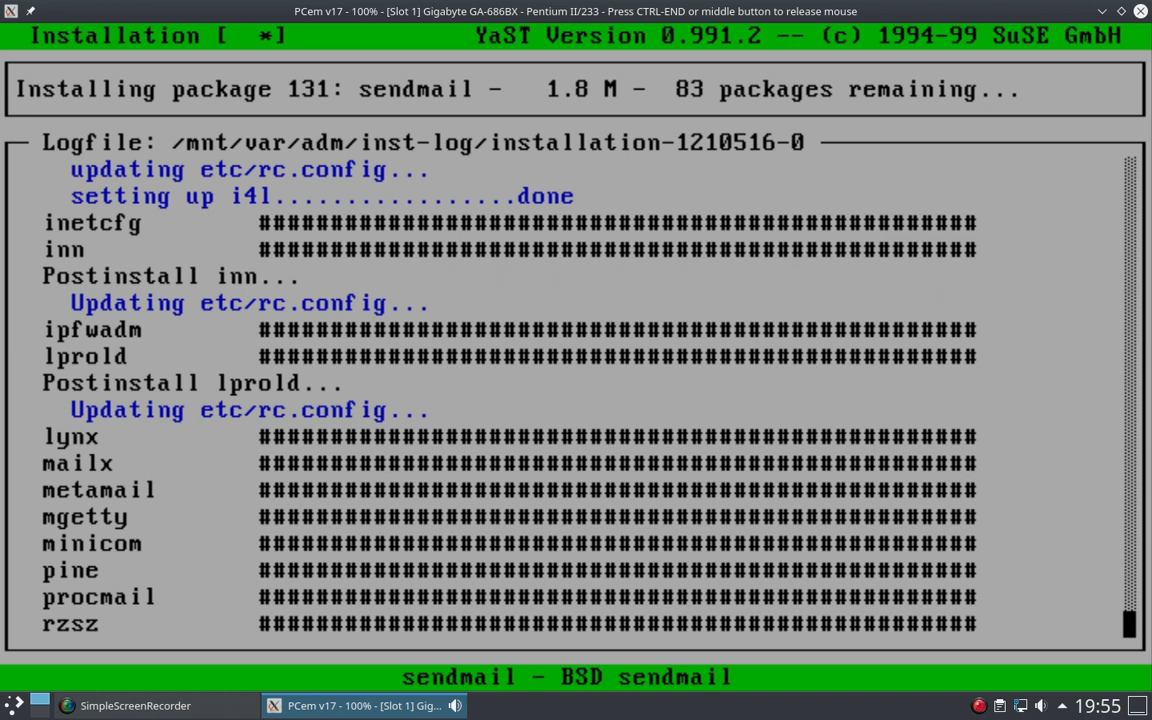 PCem v17 - 100% - [Slot 1] Gigabyte GA-686BX - Pentium II/233 - Press CTRL-END or middle button to release mouse
Installation [  *] YaST Version 0.991.2 -- (c) 1994-99 SuSE GmbH
Installing package 131: sendmail -   1.8 M -  83 packages remaining...
Logfile: /mnt/var/adm/inst-log/installation-1210516-0
updating etc/rc.config...
setting up i4l.................done
inetcfg ##################################################
inn ##################################################
Postinstall inn...
Updating etc/rc.config...
ipfwadm ##################################################
lprold ##################################################
Postinstall lprold...
Updating etc/rc.config...
lynx ##################################################
mailx ##################################################
metamail ##################################################
mgetty ##################################################
minicom ##################################################
pine ##################################################
procmail ##################################################
rzsz ##################################################
sendmail - BSD sendmail
SimpleScreenRecorder PCem v17 - 100% - [Slot 1] Gig... 19:55